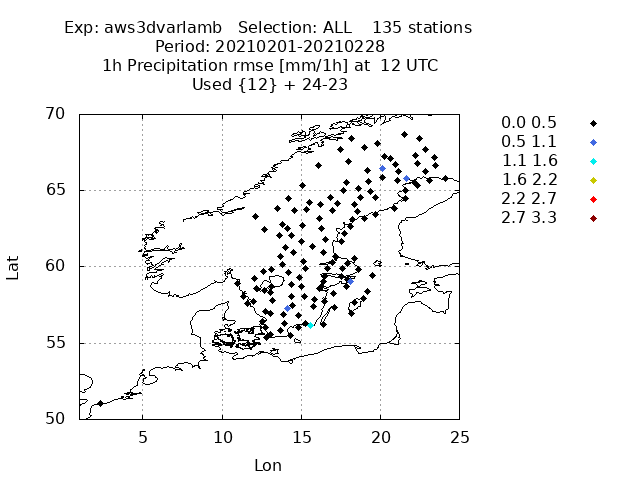 Exp: aws3dvarlamb Selection: ALL 135 stations
Period: 20210201-20210228
1h Precipitation rmse [mm/1h] at 12 UTC
Used {12} + 24-23
70
65
60
55
50
Lat
5 10 15 20 25
Lon
0.0 0.5
0.5 1.1
1.1 1.6
1.6 2.2
2.2 2.7
2.7 3.3